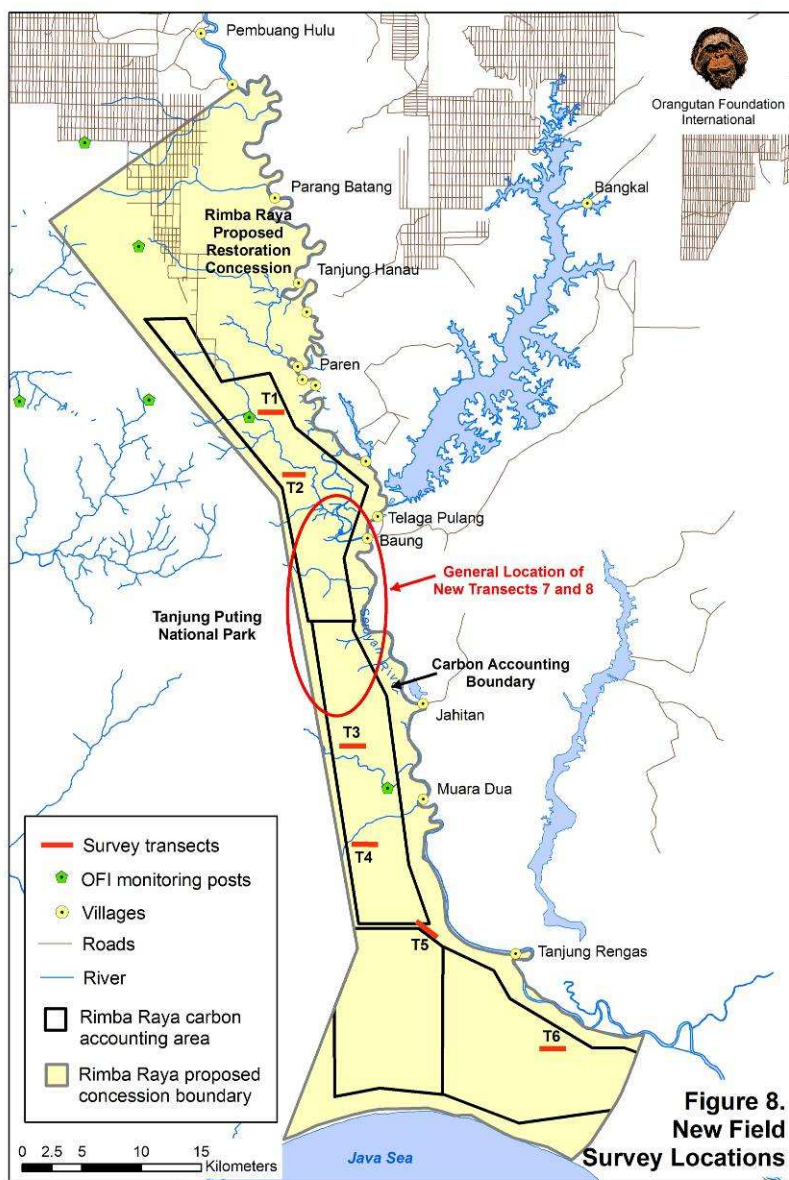 Pembuang Hulu
Orangutan Foundation
International
Bangkal
Parang Batang
Rimba Raya
Proposed
Restoration
Concession
Tanjung Hanau
Paren
T1
T2
Telaga Pulang
Baung
General Location of
New Transects 7 and 8
Tanjung Puting
National Park
Seruyan River
Carbon Accounting
Boundary
Jahitan
T3
Muara Dua
T4
T5
Tanjung Rengas
T6
Survey transects
OFI monitoring posts
Villages
Roads
River
Rimba Raya carbon
accounting area
Rimba Raya proposed
concession boundary
0 2.5 5 10 15
Kilometers
Java Sea
Figure 8.
New Field
Survey Locations